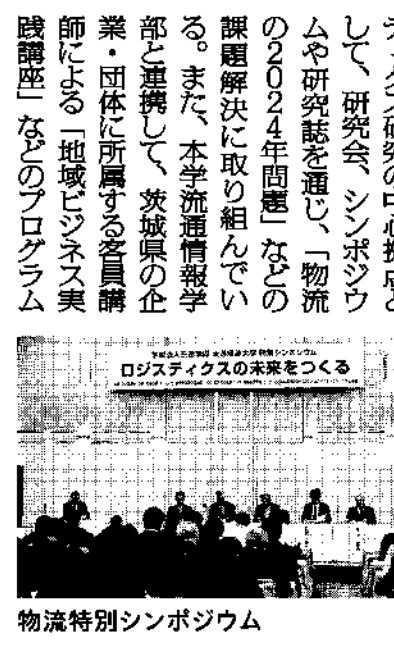 して、研究会、シンポジウ
ムや研究誌を通じ、「物流
の2024年問題」などの
課題解決に取り組んでい
る。また、本学流通情報学
部と連携して、茨城県の企
業・団体に所属する客員講
師による「地域ビジネス実
践講座」などのプログラム
ロジスティクスの未来をつくる
物流特別シンポジウム